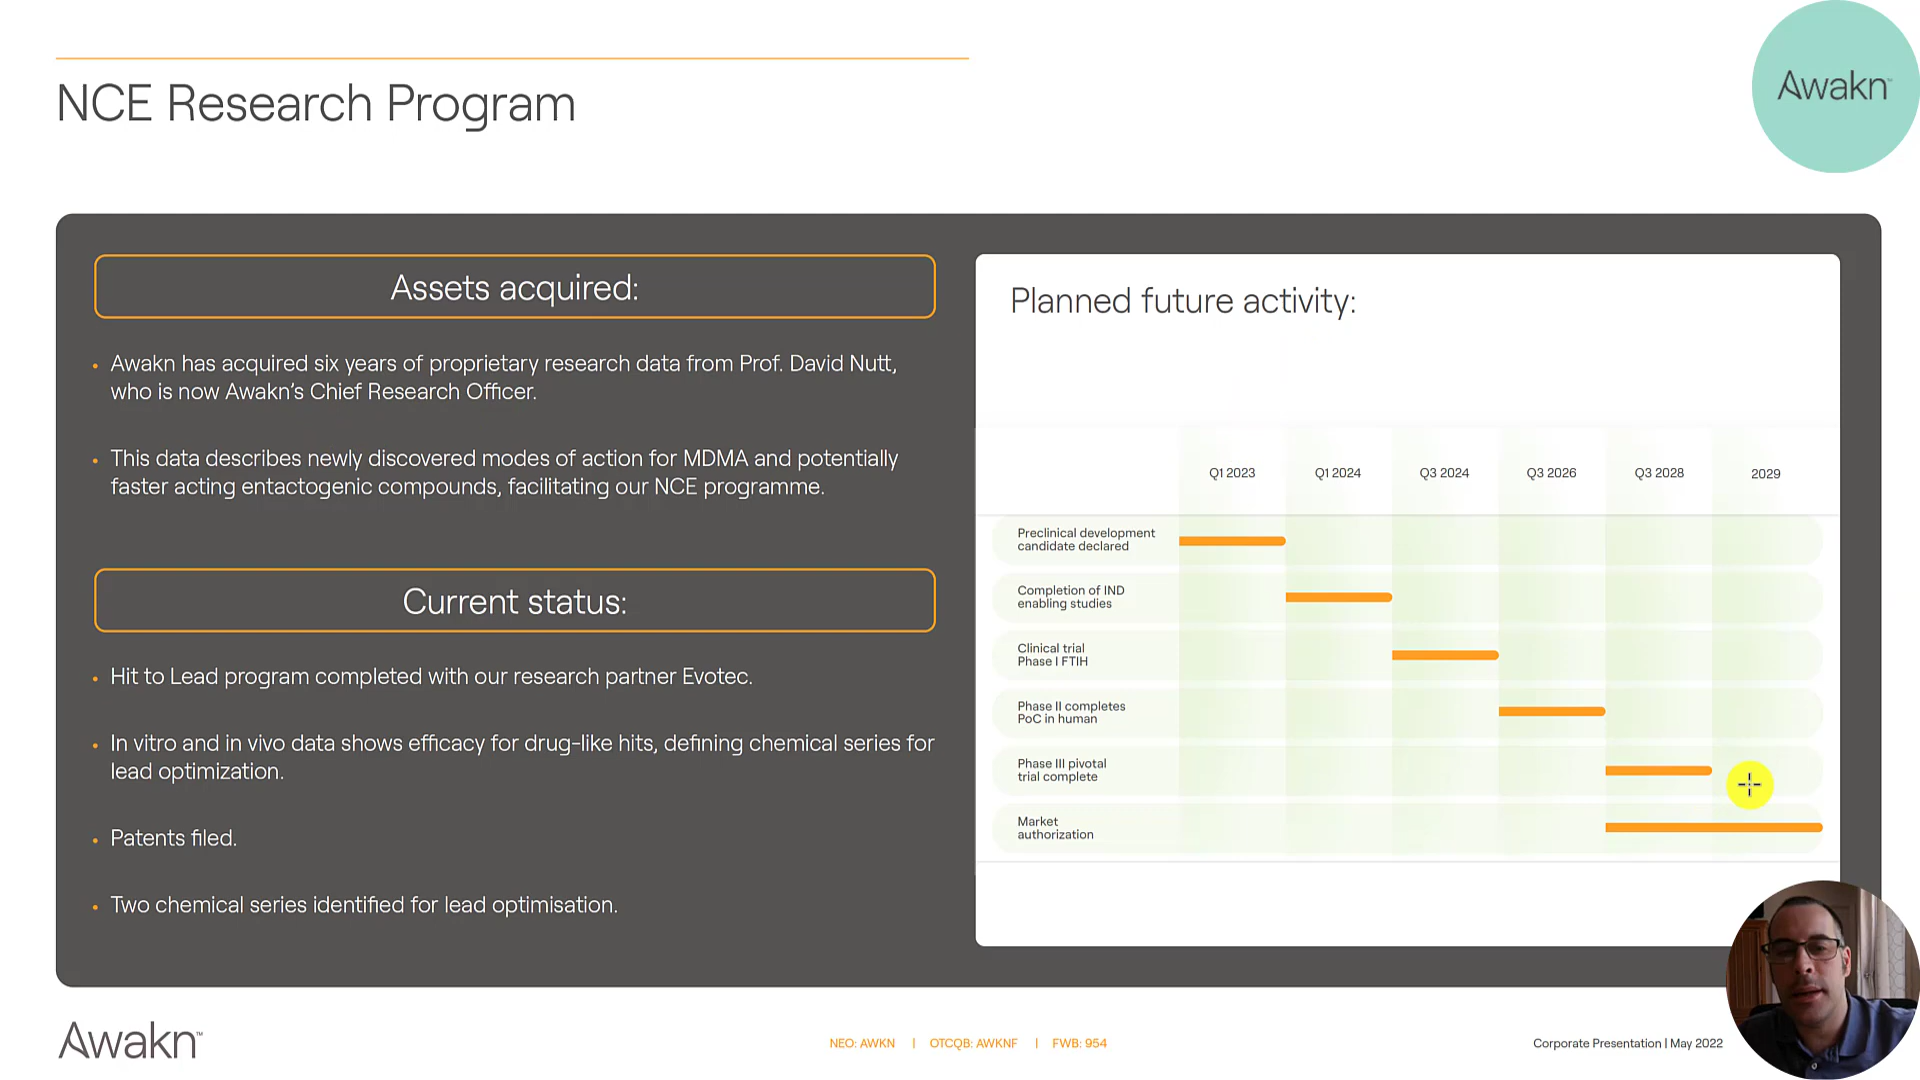 NCE Research Program
Awakn™
Assets acquired:
• Awakn has acquired six years of proprietary research data from Prof. David Nutt,
who is now Awakn’s Chief Research Officer.
• This data describes newly discovered modes of action for MDMA and potentially
faster acting entactogenic compounds, facilitating our NCE programme.
Current status:
• Hit to Lead program completed with our research partner Evotec.
• In vitro and in vivo data shows efficacy for drug-like hits, defining chemical series for
lead optimization.
• Patents filed.
• Two chemical series identified for lead optimisation.
Planned future activity:
Q1 2023 Q1 2024 Q3 2024 Q3 2026 Q3 2028 2029
Preclinical development
candidate declared
Completion of IND
enabling studies
Clinical trial
Phase I FTIH
Phase II completes
PoC in human
Phase III pivotal
trial complete
Market
authorization
Awakn™
NEO: AWKN | OTCQB: AWKNF | FWB: 954
Corporate Presentation | May 2022